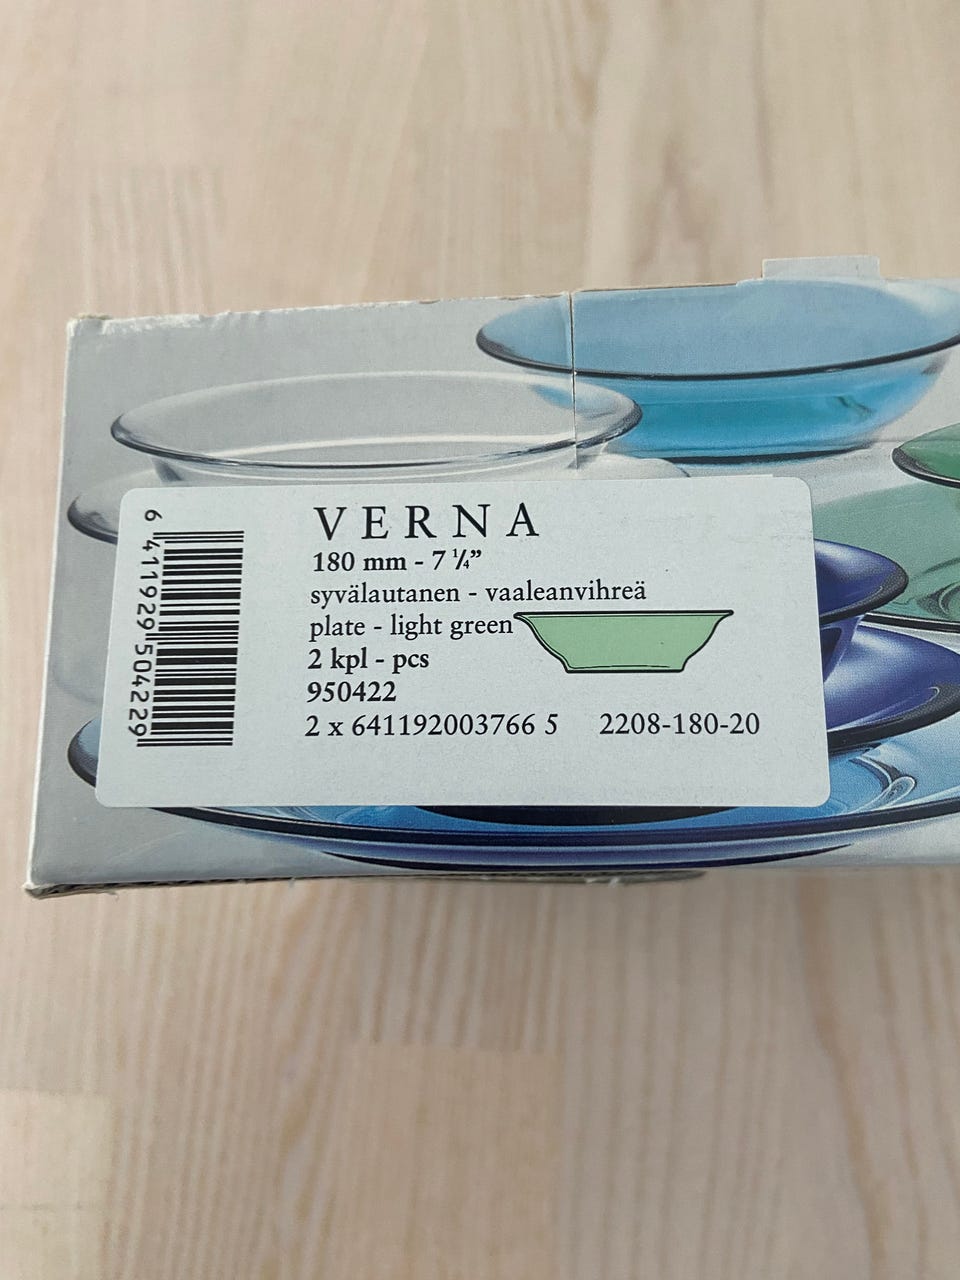 VERNA
180 mm - 7 ¼”
syvälautanen - vaaleanvihreä
plate - light green
2 kpl - pcs
950422
2 x 641192003766 5 2208-180-20
6 411929 504229